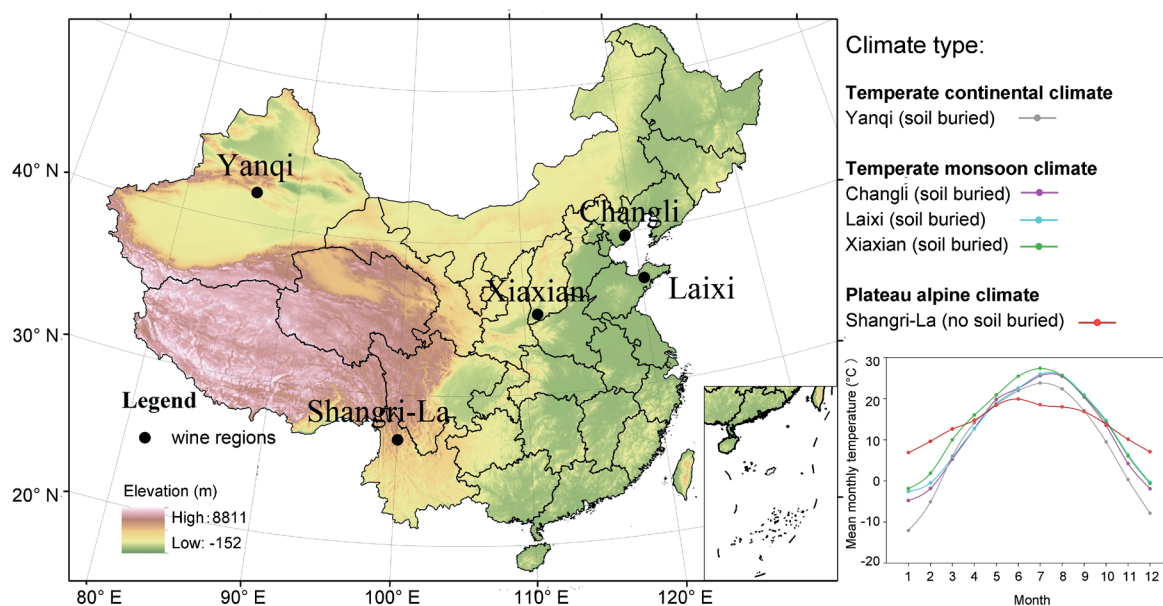 40° N
30° N
20° N
80° E
90° E
100° E
110° E
120° E
Yanqi
Changli
Laixi
Xiaxian
Shangri-La
Legend
wine regions
Elevation (m)
High: 8811
Low: -152
Climate type:
Temperate continental climate
Yanqi (soil buried)
Temperate monsoon climate
Changli (soil buried)
Laixi (soil buried)
Xiaxian (soil buried)
Plateau alpine climate
Shangri-La (no soil buried)
Mean monthly temperature (°C)
30
20
10
0
-10
-20
1 2 3 4 5 6 7 8 9 10 11 12
Month